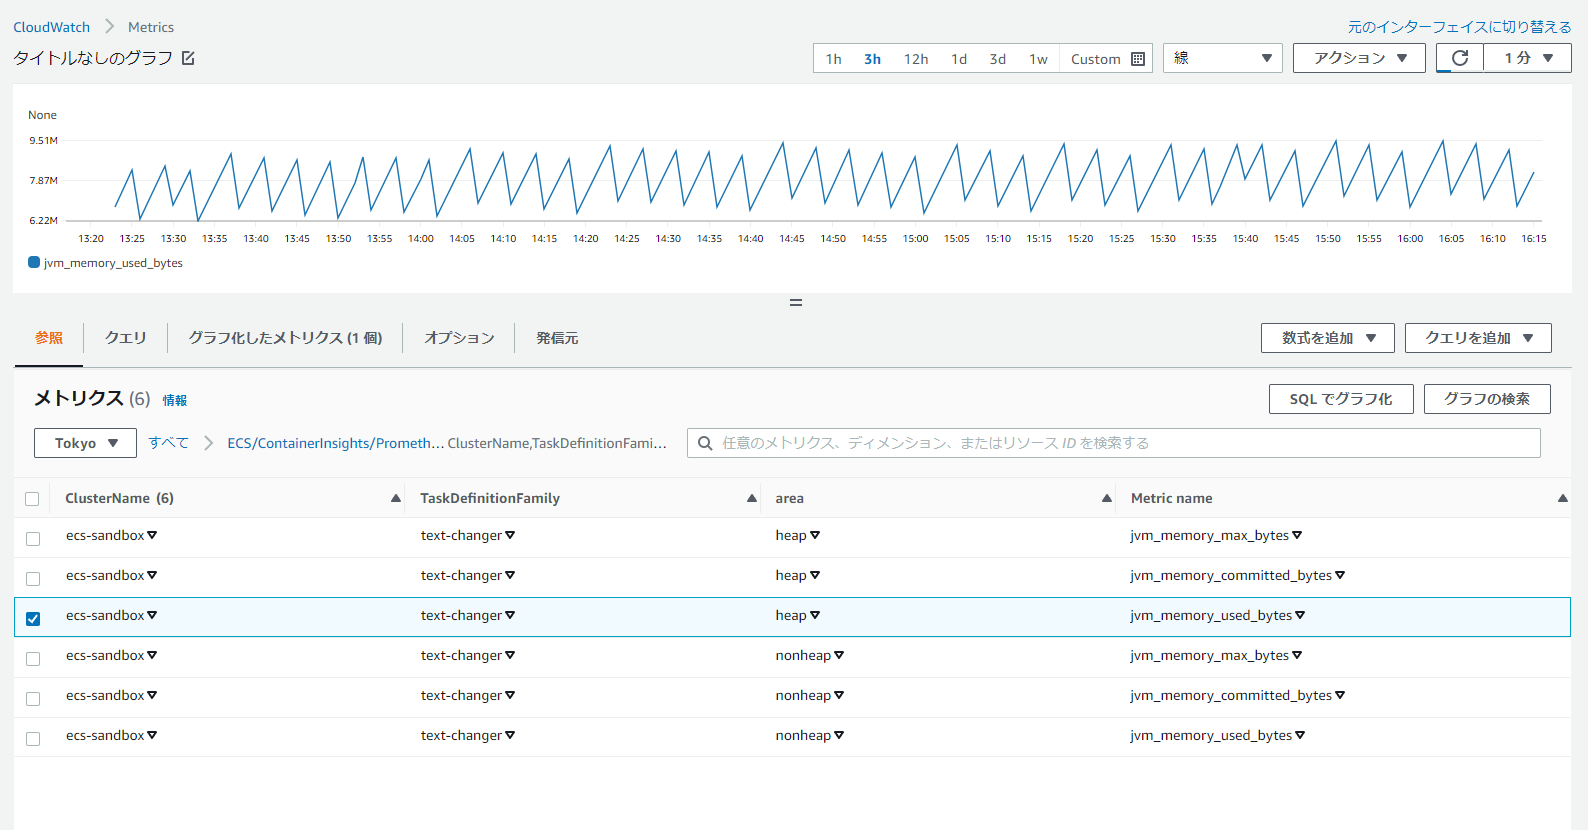 CloudWatch > Metrics
元のインターフェイスに切り替える
タイトルなしのグラフ
1h 3h 12h 1d 3d 1w Custom
線
アクション
1 分
None
9.51M
7.87M
6.22M
13:20 13:25 13:30 13:35 13:40 13:45 13:50 13:55 14:00 14:05 14:10 14:15 14:20 14:25 14:30 14:35 14:40 14:45 14:50 14:55 15:00 15:05 15:10 15:15 15:20 15:25 15:30 15:35 15:40 15:45 15:50 15:55 16:00 16:05 16:10 16:15
jvm_memory_used_bytes
参照 クエリ グラフ化したメトリクス (1 個) オプション 発信元
数式を追加 クエリを追加
メトリクス (6) 情報
SQL でグラフ化 グラフの検索
Tokyo すべて > ECS/ContainerInsights/Prometh... ClusterName,TaskDefinitionFami...
任意のメトリクス、ディメンション、またはリソース ID を検索する
ClusterName (6) TaskDefinitionFamily area Metric name
ecs-sandbox text-changer heap jvm_memory_max_bytes
ecs-sandbox text-changer heap jvm_memory_committed_bytes
ecs-sandbox text-changer heap jvm_memory_used_bytes
ecs-sandbox text-changer nonheap jvm_memory_max_bytes
ecs-sandbox text-changer nonheap jvm_memory_committed_bytes
ecs-sandbox text-changer nonheap jvm_memory_used_bytes